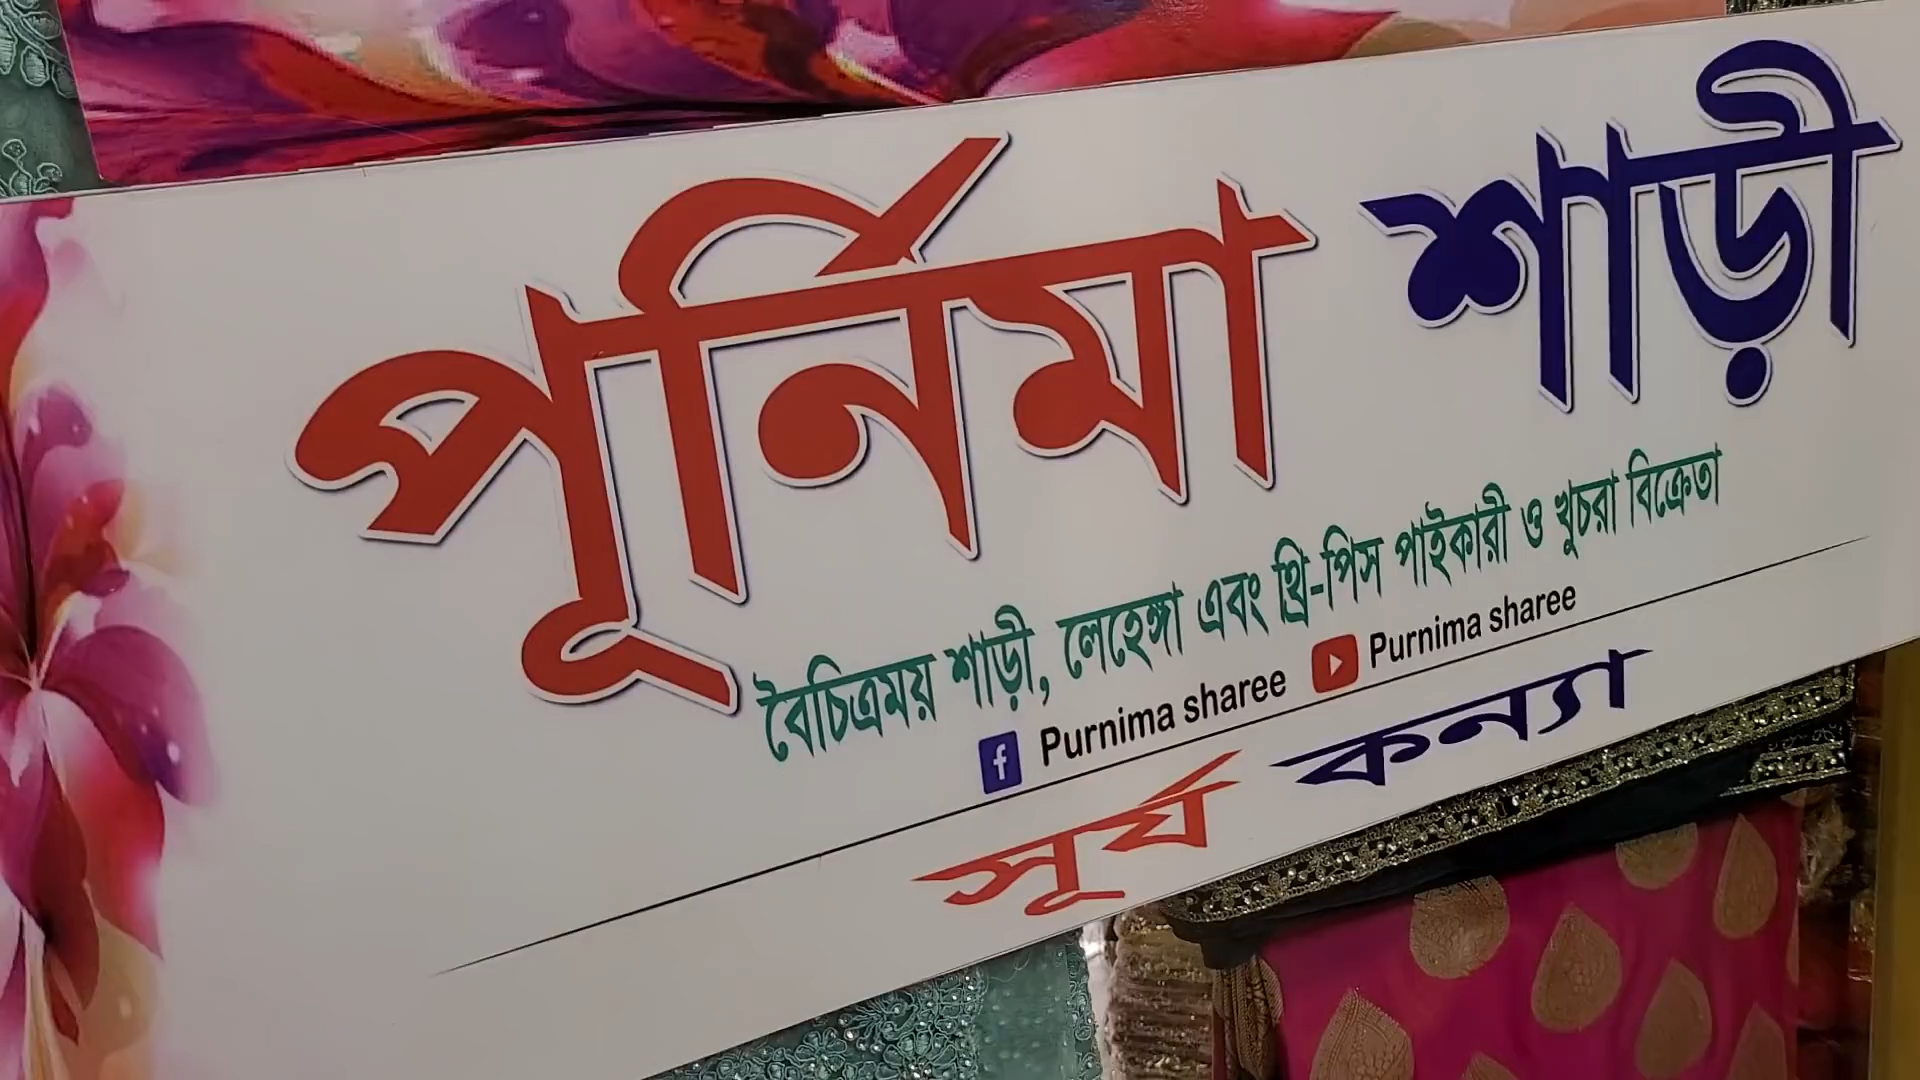 পূর্নিমা শাড়ী
বৈচিত্রময় শাড়ী, লেহেঙ্গা এবং থ্রি-পিস পাইকারী ও খুচরা বিক্রেতা
Purnima sharee Purnima sharee
সূর্য কন্যা